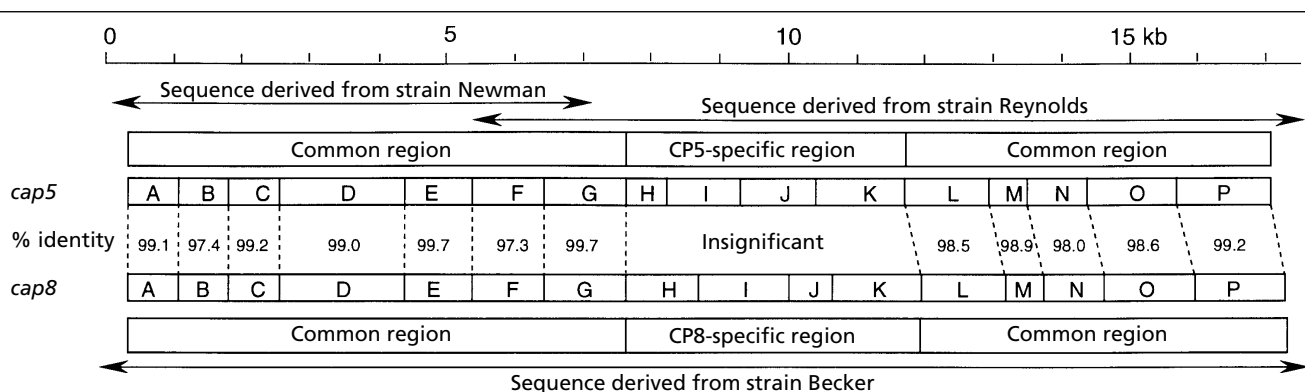 0 5 10 15 kb
Sequence derived from strain Newman
Sequence derived from strain Reynolds
Common region CP5-specific region Common region
cap5 A B C D E F G H I J K L M N O P
% identity 99.1 97.4 99.2 99.0 99.7 97.3 99.7 Insignificant 98.5 98.9 98.0 98.6 99.2
cap8 A B C D E F G H I J K L M N O P
Common region CP8-specific region Common region
Sequence derived from strain Becker